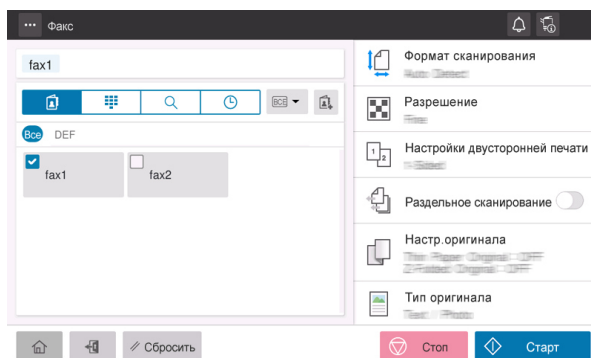 Факс
fax1
ВСЕ
Все DEF
fax1
fax2
Формат сканирования
Разрешение
Настройки двусторонней печати
Раздельное сканирование
Настр.оригинала
Тип оригинала
Сбросить
Стоп
Старт